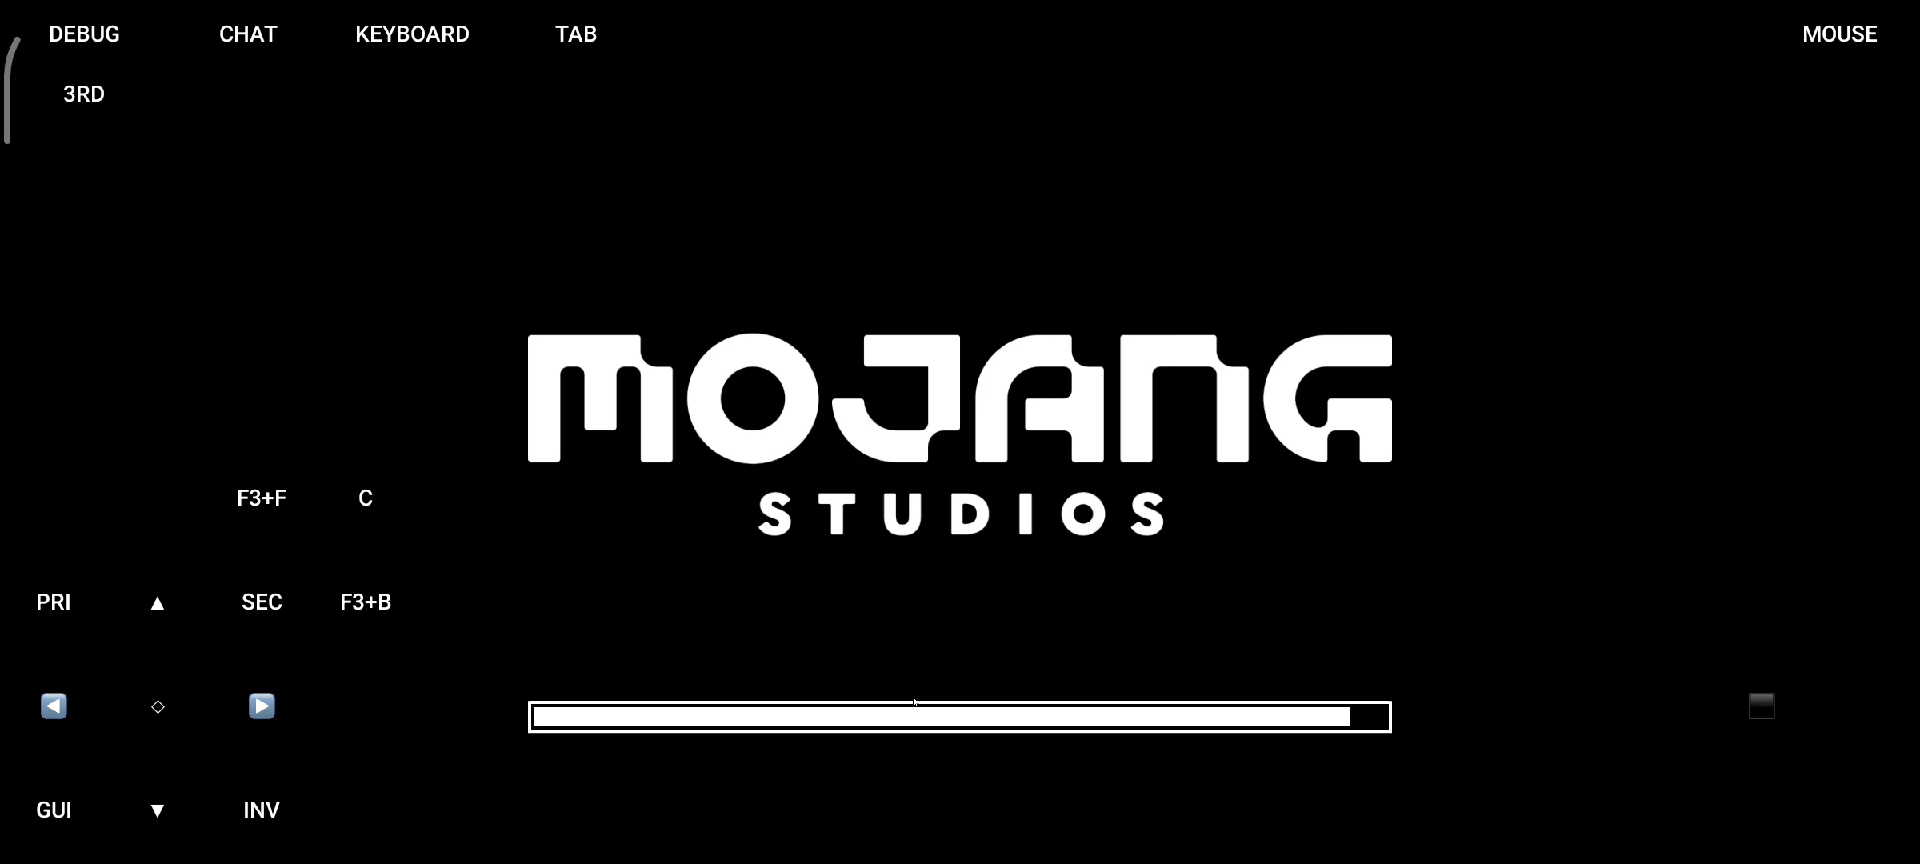 DEBUG CHAT KEYBOARD TAB MOUSE
3RD
MOJANG
STUDIOS
F3+F C
PRI ▲ SEC F3+B
◀ ◇ ▶
GUI ▼ INV